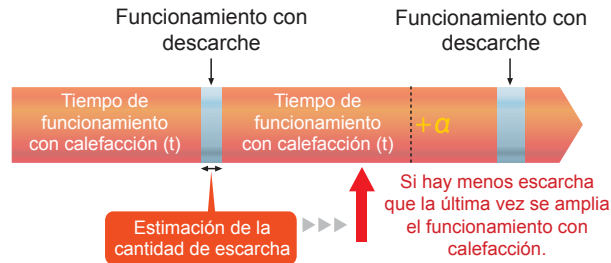 Funcionamiento con
descarche
Funcionamiento con
descarche
Tiempo de
funcionamiento
con calefacción (t)
Tiempo de
funcionamiento
con calefacción (t)
+α
Estimación de la
cantidad de escarcha
Si hay menos escarcha
que la última vez se amplia
el funcionamiento con
calefacción.